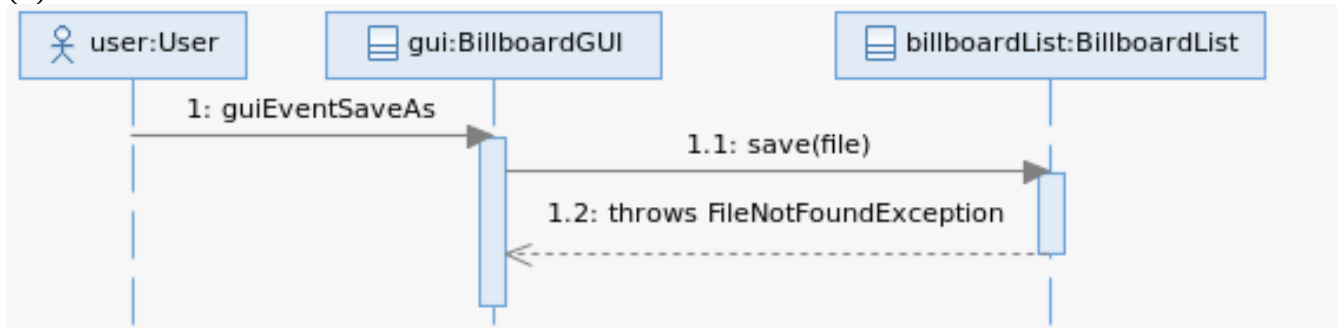 user:User
gui:BillboardGUI
billboardList:BillboardList
1: guiEventSaveAs
1.1: save(file)
1.2: throws FileNotFoundException